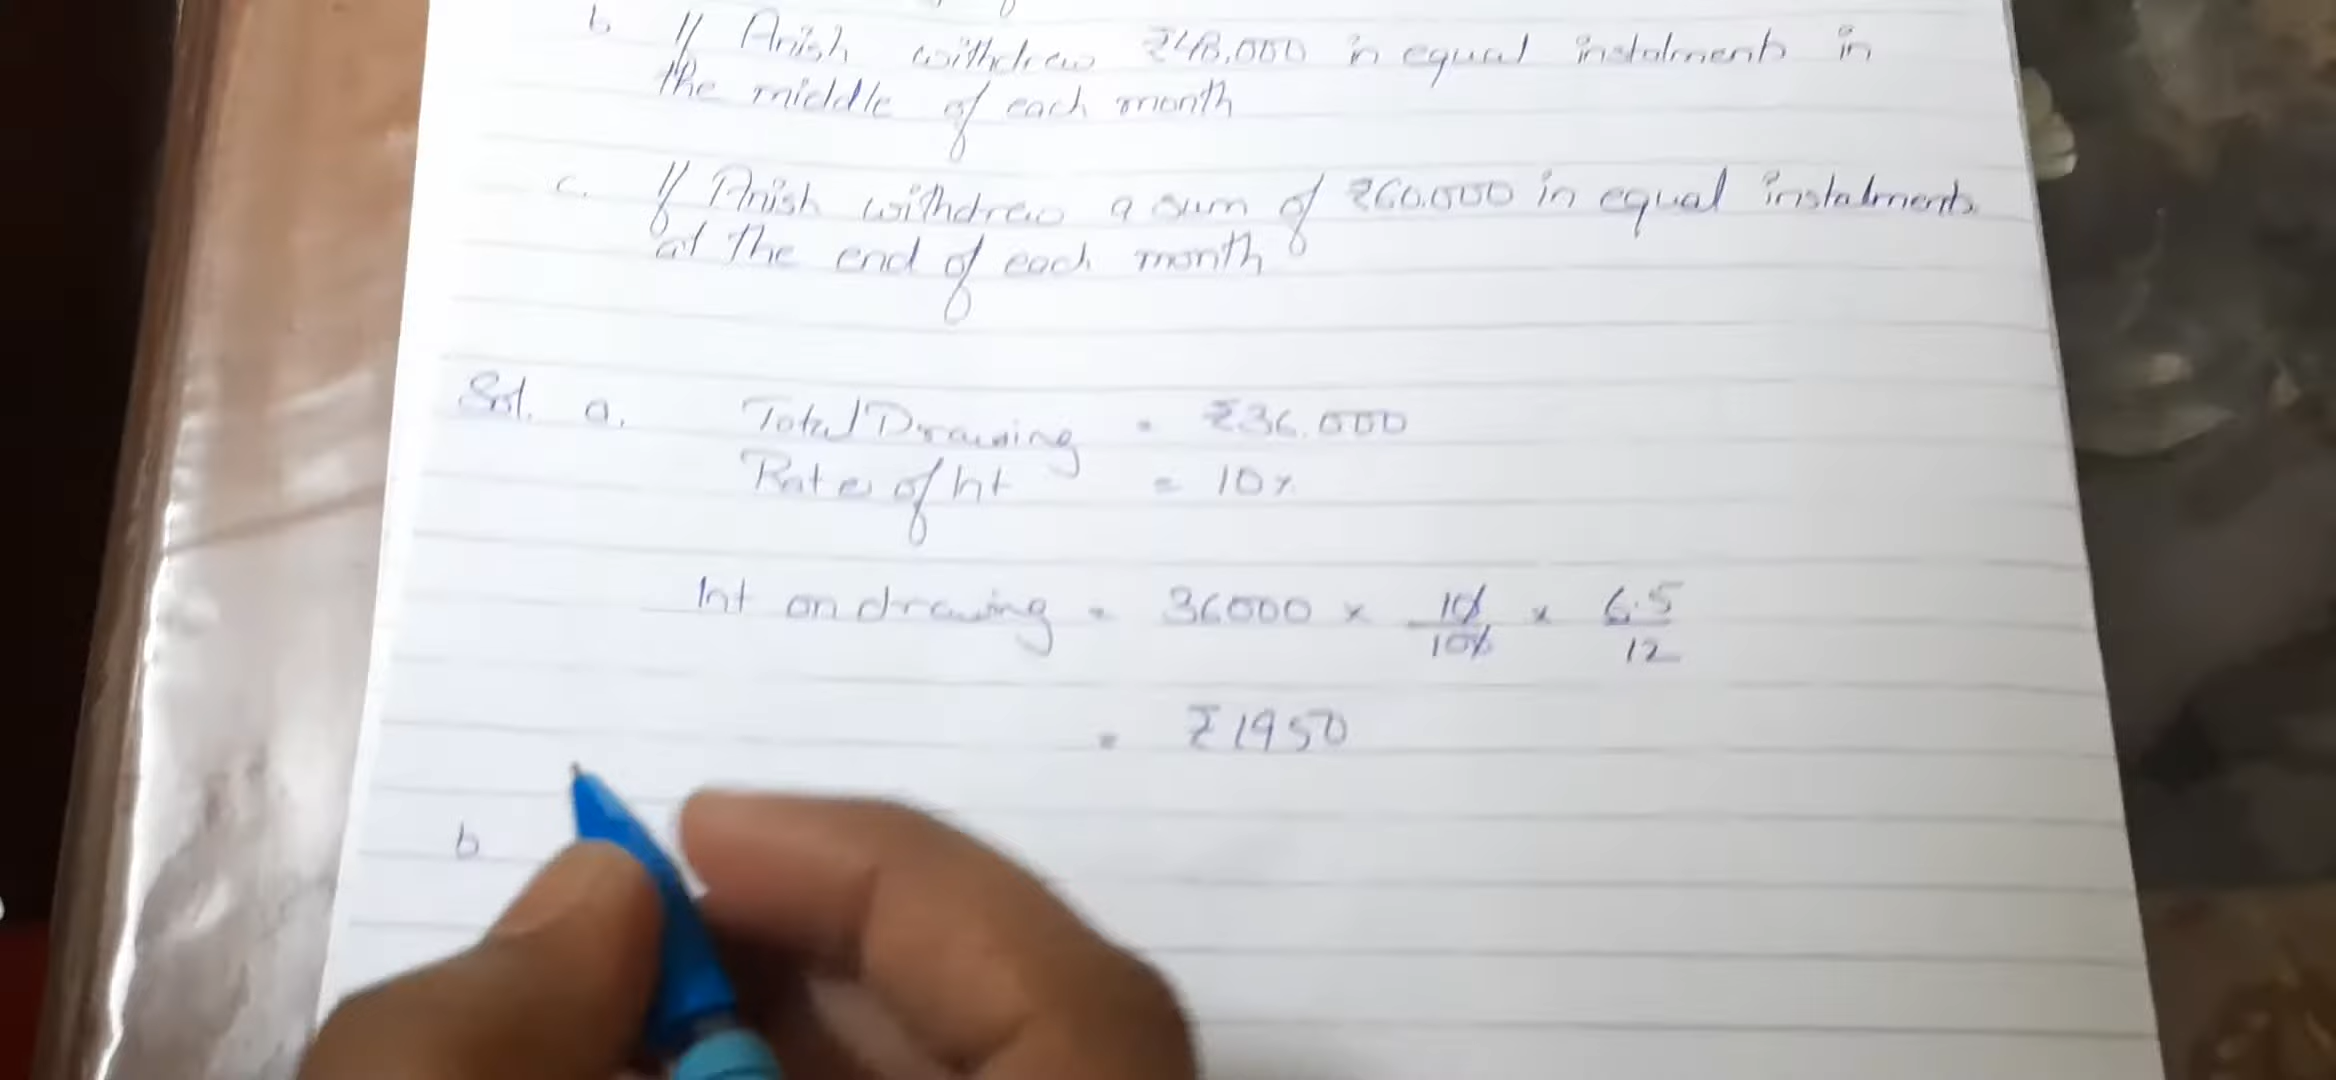 b If Anish withdrew ₹48,000 in equal instalments in
the middle of each month
c. If Anish withdrew a sum of ₹60,000 in equal instalments
at the end of each month
Sol. a. Total Drawing = ₹36,000
Rate of Int = 10%
Int on drawing = 36000 × 10/100 × 6.5/12
= ₹1950
b